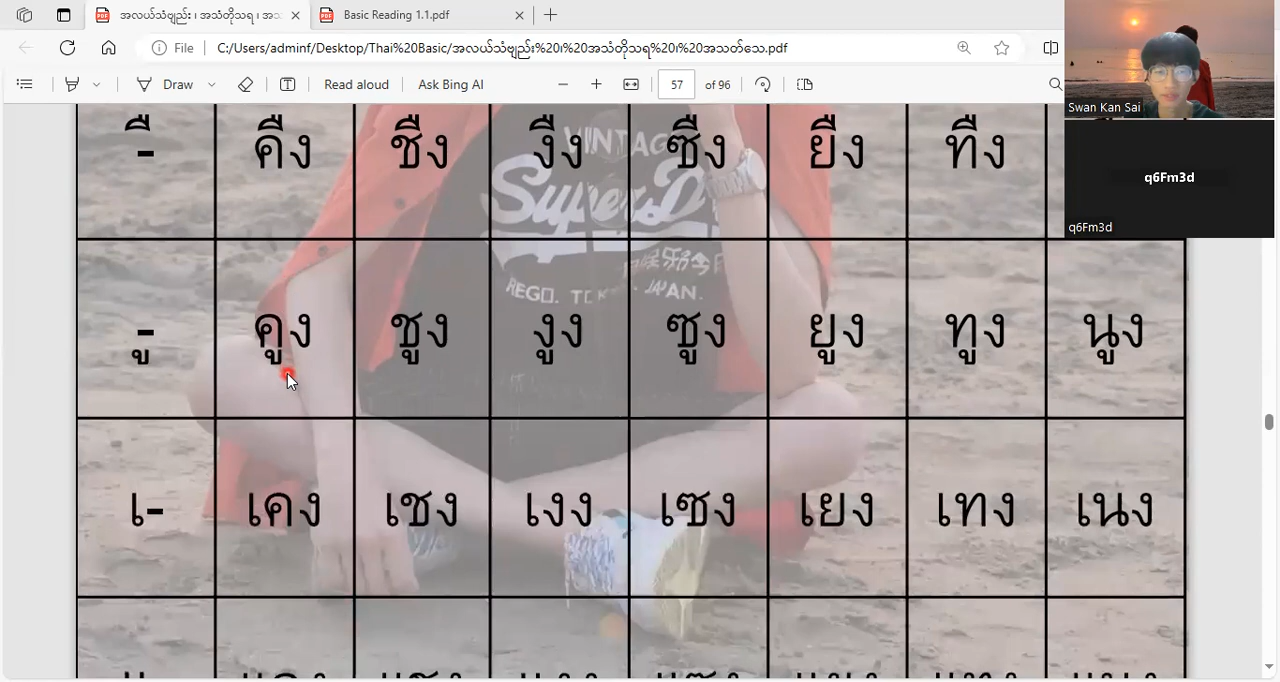 အလယ်သံဗျည်း ၊ အသံတိုသရ ၊
Basic Reading 1.1.pdf
File
C:/Users/adminf/Desktop/Thai%20Basic/အလယ်သံဗျည်း%20၊%20အသံတိုသရ%20၊%20အသတ်သေ.pdf
Draw
Read aloud
Ask Bing AI
57 of 96
Swan Kan Sai
q6Fm3d
q6Fm3d
-ื คืง ชืง งืง ซืง ยืง ทืง
-ู คูง ชูง งูง ซูง ยูง ทูง นูง
เ- เคง เชง เงง เซง เยง เทง เนง
VINTAG
SuperD
REGO. JAPAN.